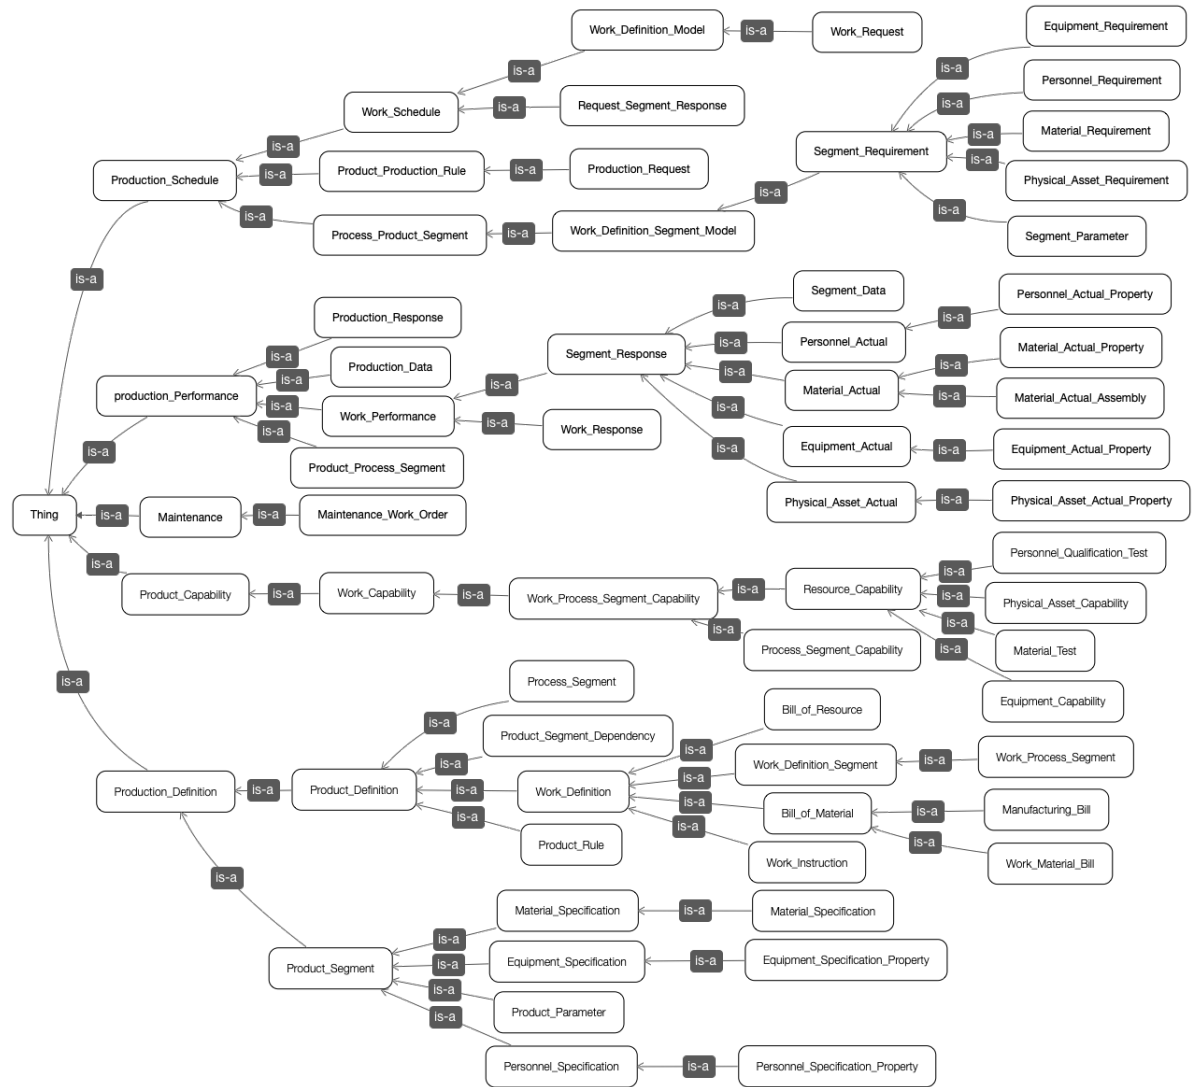 Work_Definition_Model
is-a
Work_Request
Equipment_Requirement
is-a
is-a
Personnel_Requirement
Work_Schedule
is-a
Request_Segment_Response
is-a
Material_Requirement
is-a
is-a
Segment_Requirement
is-a
Physical_Asset_Requirement
Production_Schedule
is-a
Product_Production_Rule
is-a
Production_Request
is-a
is-a
is-a
Segment_Parameter
Process_Product_Segment
is-a
Work_Definition_Segment_Model
is-a
Segment_Data
Personnel_Actual_Property
is-a
is-a
Production_Response
Segment_Response
is-a
Personnel_Actual
Material_Actual_Property
is-a
Production_Data
is-a
is-a
is-a
Material_Actual
is-a
Material_Actual_Assembly
production_Performance
is-a
is-a
Work_Performance
is-a
is-a
Work_Response
is-a
Equipment_Actual
is-a
Equipment_Actual_Property
is-a
is-a
Product_Process_Segment
Physical_Asset_Actual
is-a
Physical_Asset_Actual_Property
Thing
is-a
Maintenance
is-a
Maintenance_Work_Order
is-a
Personnel_Qualification_Test
is-a
Product_Capability
is-a
Work_Capability
is-a
Work_Process_Segment_Capability
is-a
Resource_Capability
is-a
Physical_Asset_Capability
is-a
is-a
Process_Segment_Capability
is-a
Material_Test
is-a
Process_Segment
Equipment_Capability
is-a
Bill_of_Resource
Product_Segment_Dependency
is-a
is-a
Work_Definition_Segment
is-a
Work_Process_Segment
Production_Definition
is-a
Product_Definition
is-a
Work_Definition
is-a
is-a
Bill_of_Material
is-a
Manufacturing_Bill
is-a
Product_Rule
is-a
is-a
Work_Instruction
Work_Material_Bill
is-a
Material_Specification
is-a
Material_Specification
is-a
Product_Segment
is-a
Equipment_Specification
is-a
Equipment_Specification_Property
is-a
Product_Parameter
is-a
Personnel_Specification
is-a
Personnel_Specification_Property